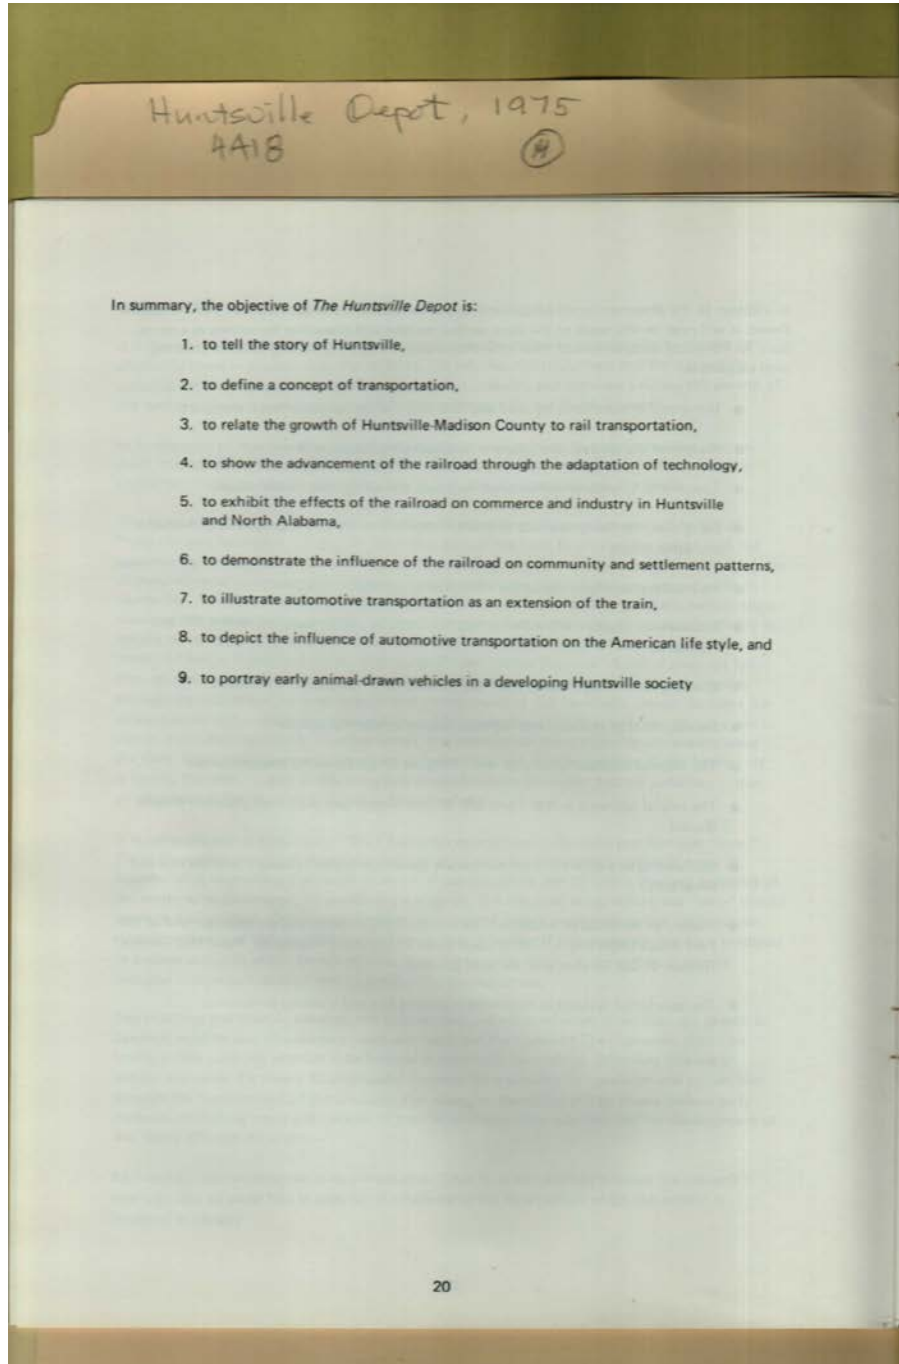 Huntsville Depot, 1975
4418
H
In summary, the objective of The Huntsville Depot is:
1. to tell the story of Huntsville,
2. to define a concept of transportation,
3. to relate the growth of Huntsville-Madison County to rail transportation,
4. to show the advancement of the railroad through the adaptation of technology,
5. to exhibit the effects of the railroad on commerce and industry in Huntsville
and North Alabama,
6. to demonstrate the influence of the railroad on community and settlement patterns,
7. to illustrate automotive transportation as an extension of the train,
8. to depict the influence of automotive transportation on the American life style, and
9. to portray early animal-drawn vehicles in a developing Huntsville society
20